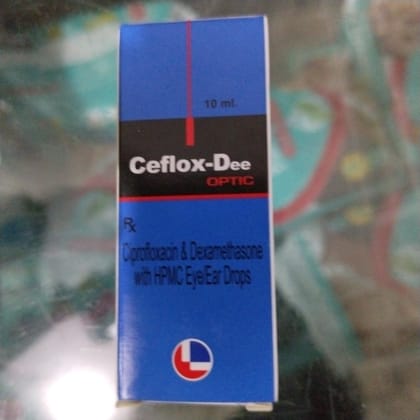 10 ml.
Ceflox-Dee
OPTIC
Rx
Ciprofloxacin & Dexamethasone
with HPMC Eye/Ear Drops